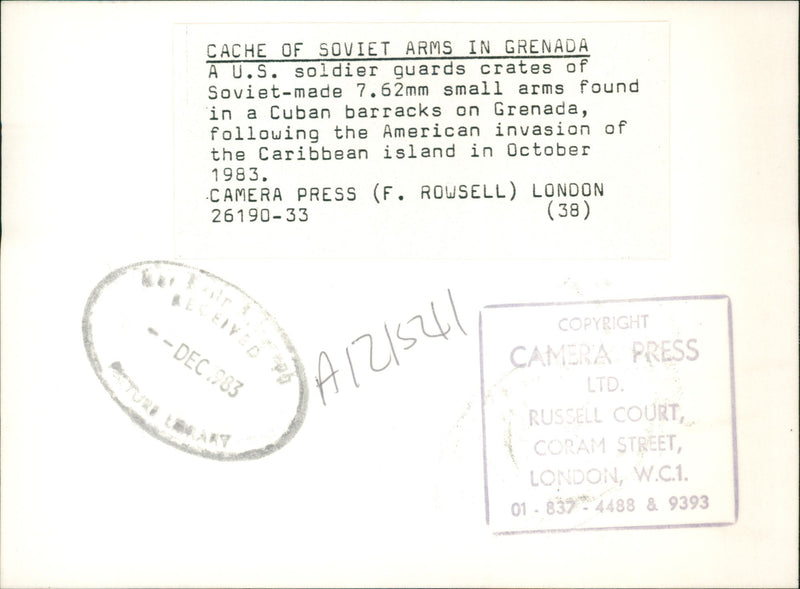 CACHE OF SOVIET ARMS IN GRENADA
A U.S. soldier guards crates of
Soviet-made 7.62mm small arms found
in a Cuban barracks on Grenada,
following the American invasion of
the Caribbean island in October
1983.
CAMERA PRESS (F. ROWSELL) LONDON
26190-33 (38)
RECEIVED
--DEC.1983
PICTURE LIBRARY
A1215241
COPYRIGHT
CAMERA PRESS
LTD.
RUSSELL COURT,
CORAM STREET,
LONDON, W.C.1.
01 - 837 - 4488 & 9393